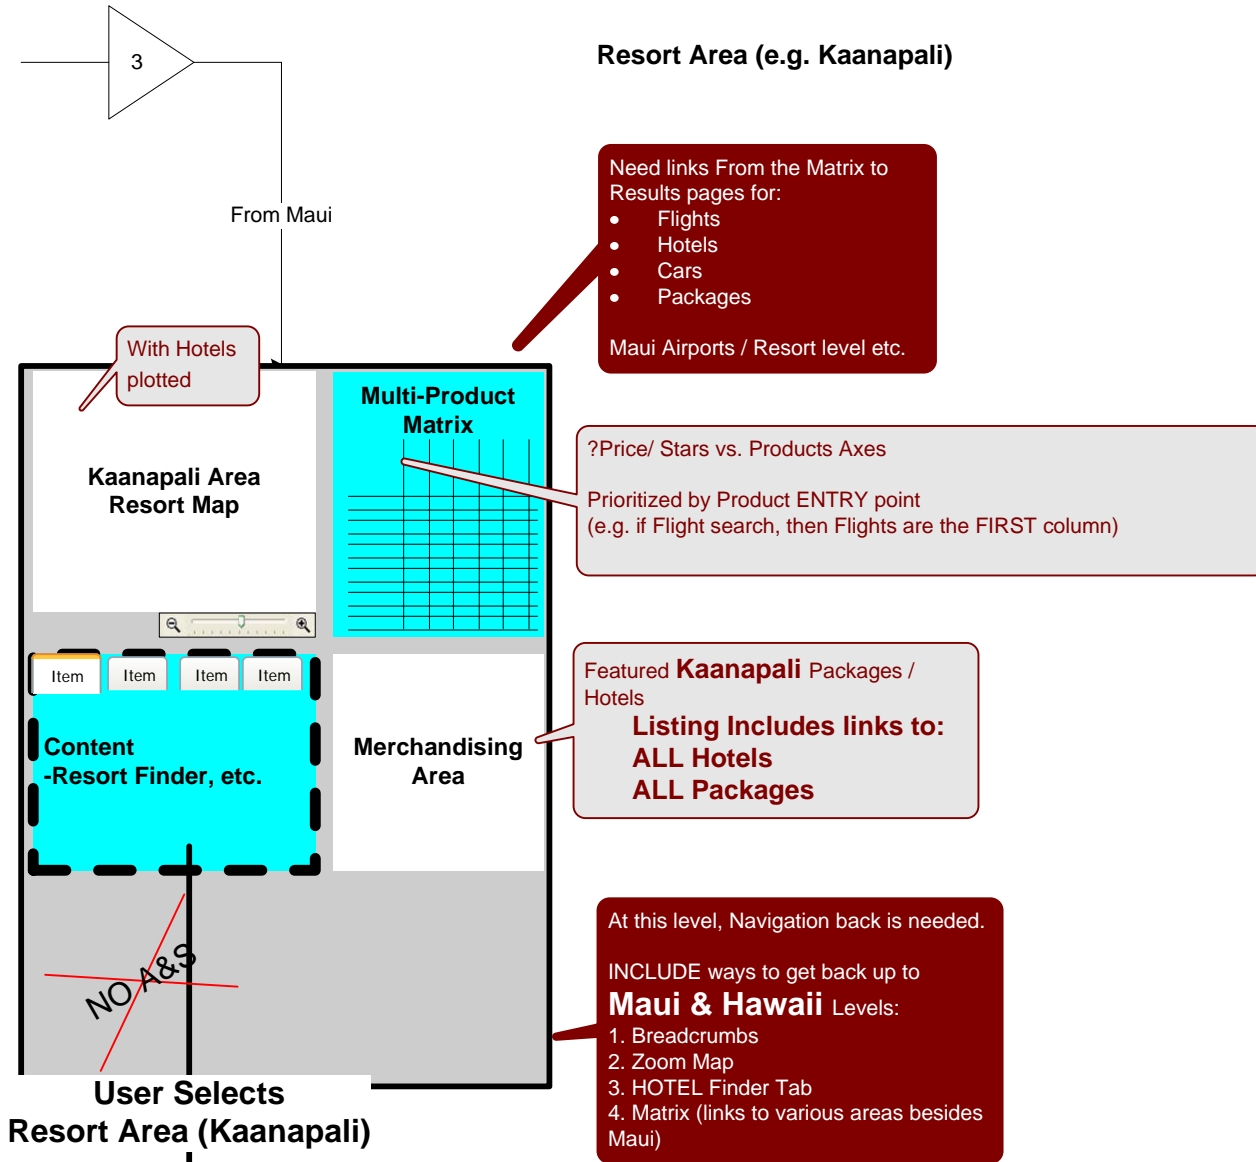 3
Resort Area (e.g. Kaanapali)
From Maui
Need links From the Matrix to
Results pages for:
• Flights
• Hotels
• Cars
• Packages
Maui Airports / Resort level etc.
With Hotels
plotted
Kaanapali Area
Resort Map
Multi-Product
Matrix
?Price/ Stars vs. Products Axes
Prioritized by Product ENTRY point
(e.g. if Flight search, then Flights are the FIRST column)
Item
Item
Item
Item
Content
-Resort Finder, etc.
Merchandising
Area
Featured Kaanapali Packages /
Hotels
Listing Includes links to:
ALL Hotels
ALL Packages
NO A&S
At this level, Navigation back is needed.
INCLUDE ways to get back up to
Maui & Hawaii Levels:
1. Breadcrumbs
2. Zoom Map
3. HOTEL Finder Tab
4. Matrix (links to various areas besides
Maui)
User Selects
Resort Area (Kaanapali)